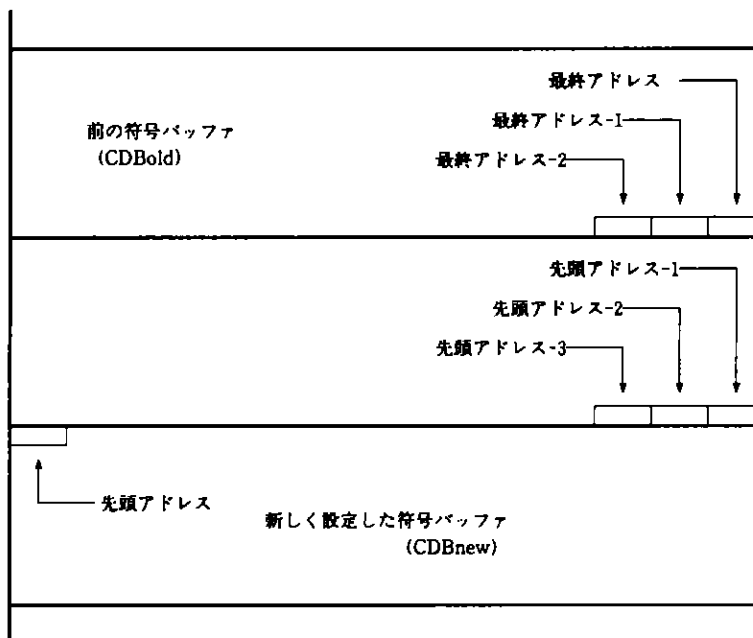 最終アドレス
前の符号バッファ
(CDBold)
最終アドレス-1
最終アドレス-2
先頭アドレス-1
先頭アドレス-2
先頭アドレス-3
先頭アドレス
新しく設定した符号バッファ
(CDBnew)